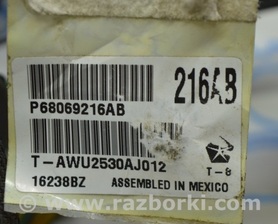 216AB
P68069216AB
T-8
T-AWU2530AJ012
16238BZ ASSEMBLED IN MEXICO
www.razborki.com